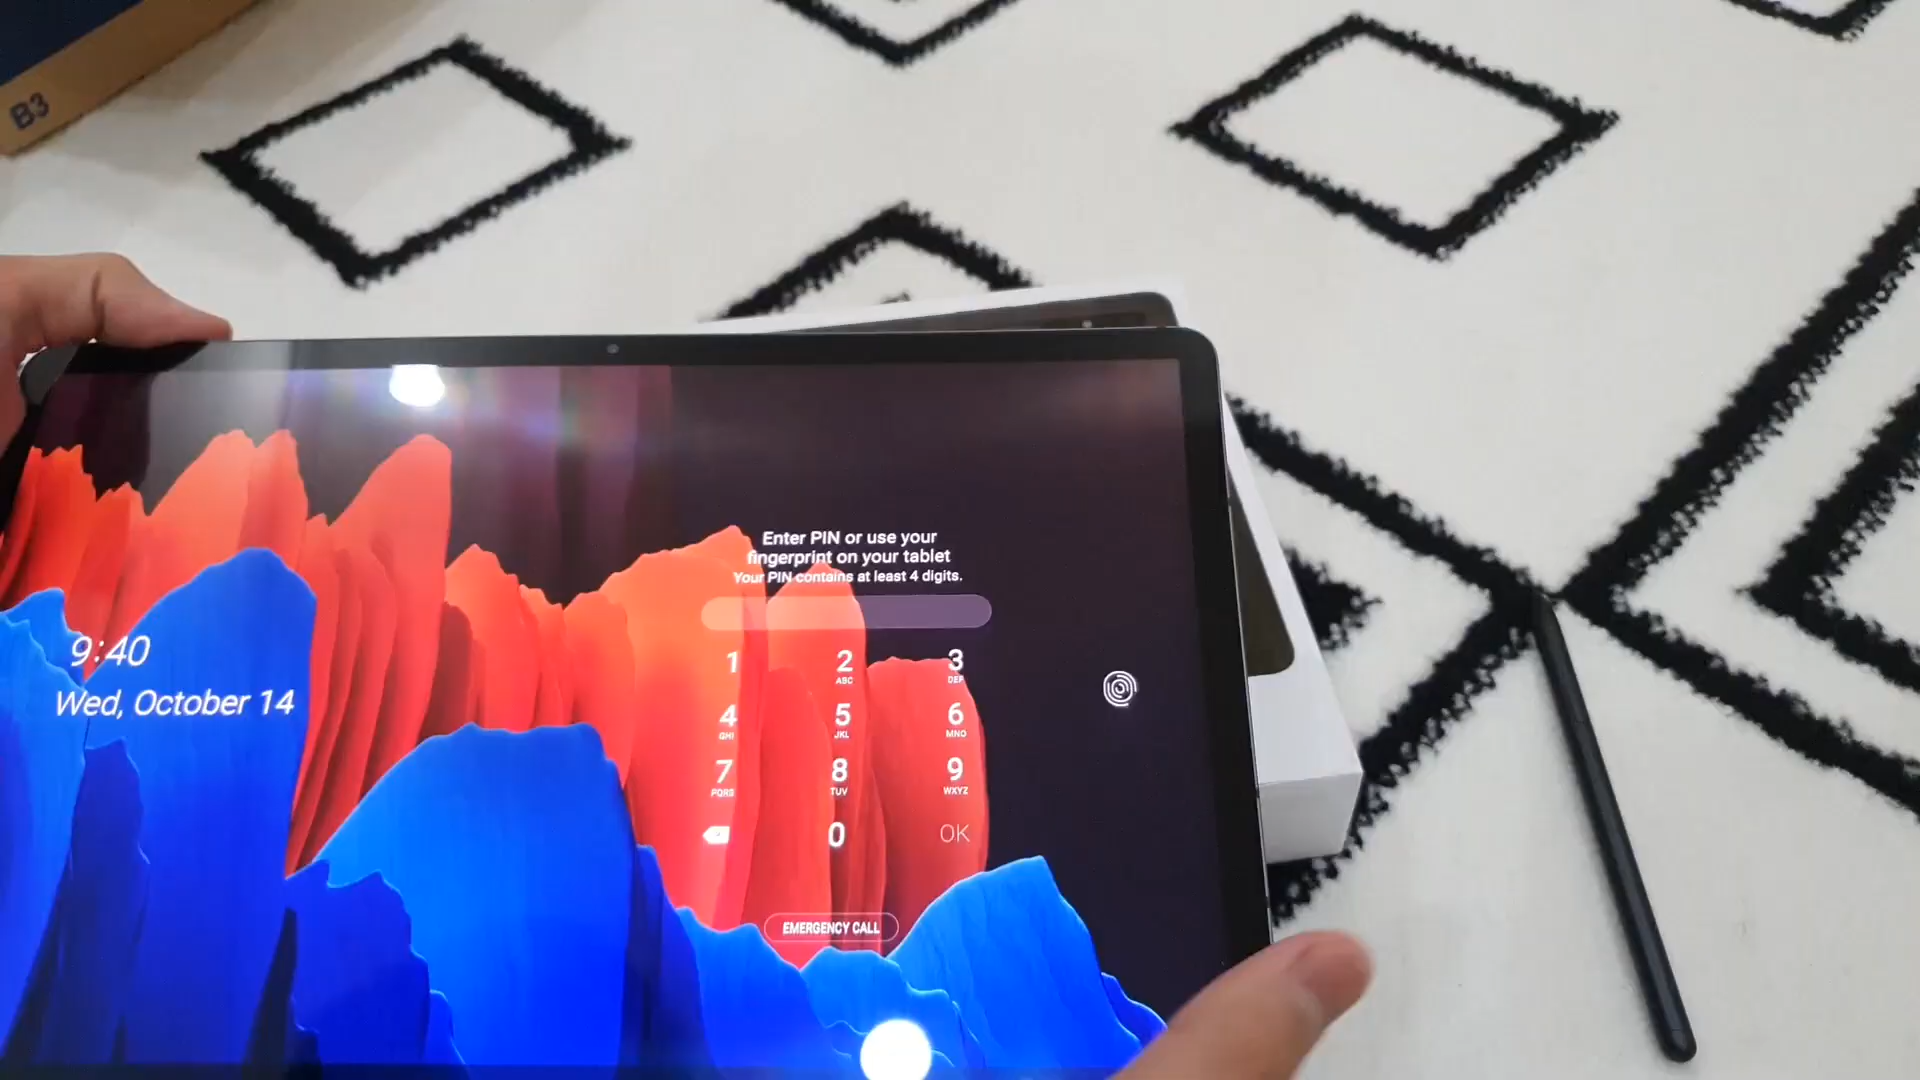 B3
Enter PIN or use your
fingerprint on your tablet
Your PIN contains at least 4 digits.
9:40
Wed, October 14
1
2
ABC
3
DEF
4
GHI
5
JKL
6
MNO
7
PQRS
8
TUV
9
WXYZ
0
OK
EMERGENCY CALL